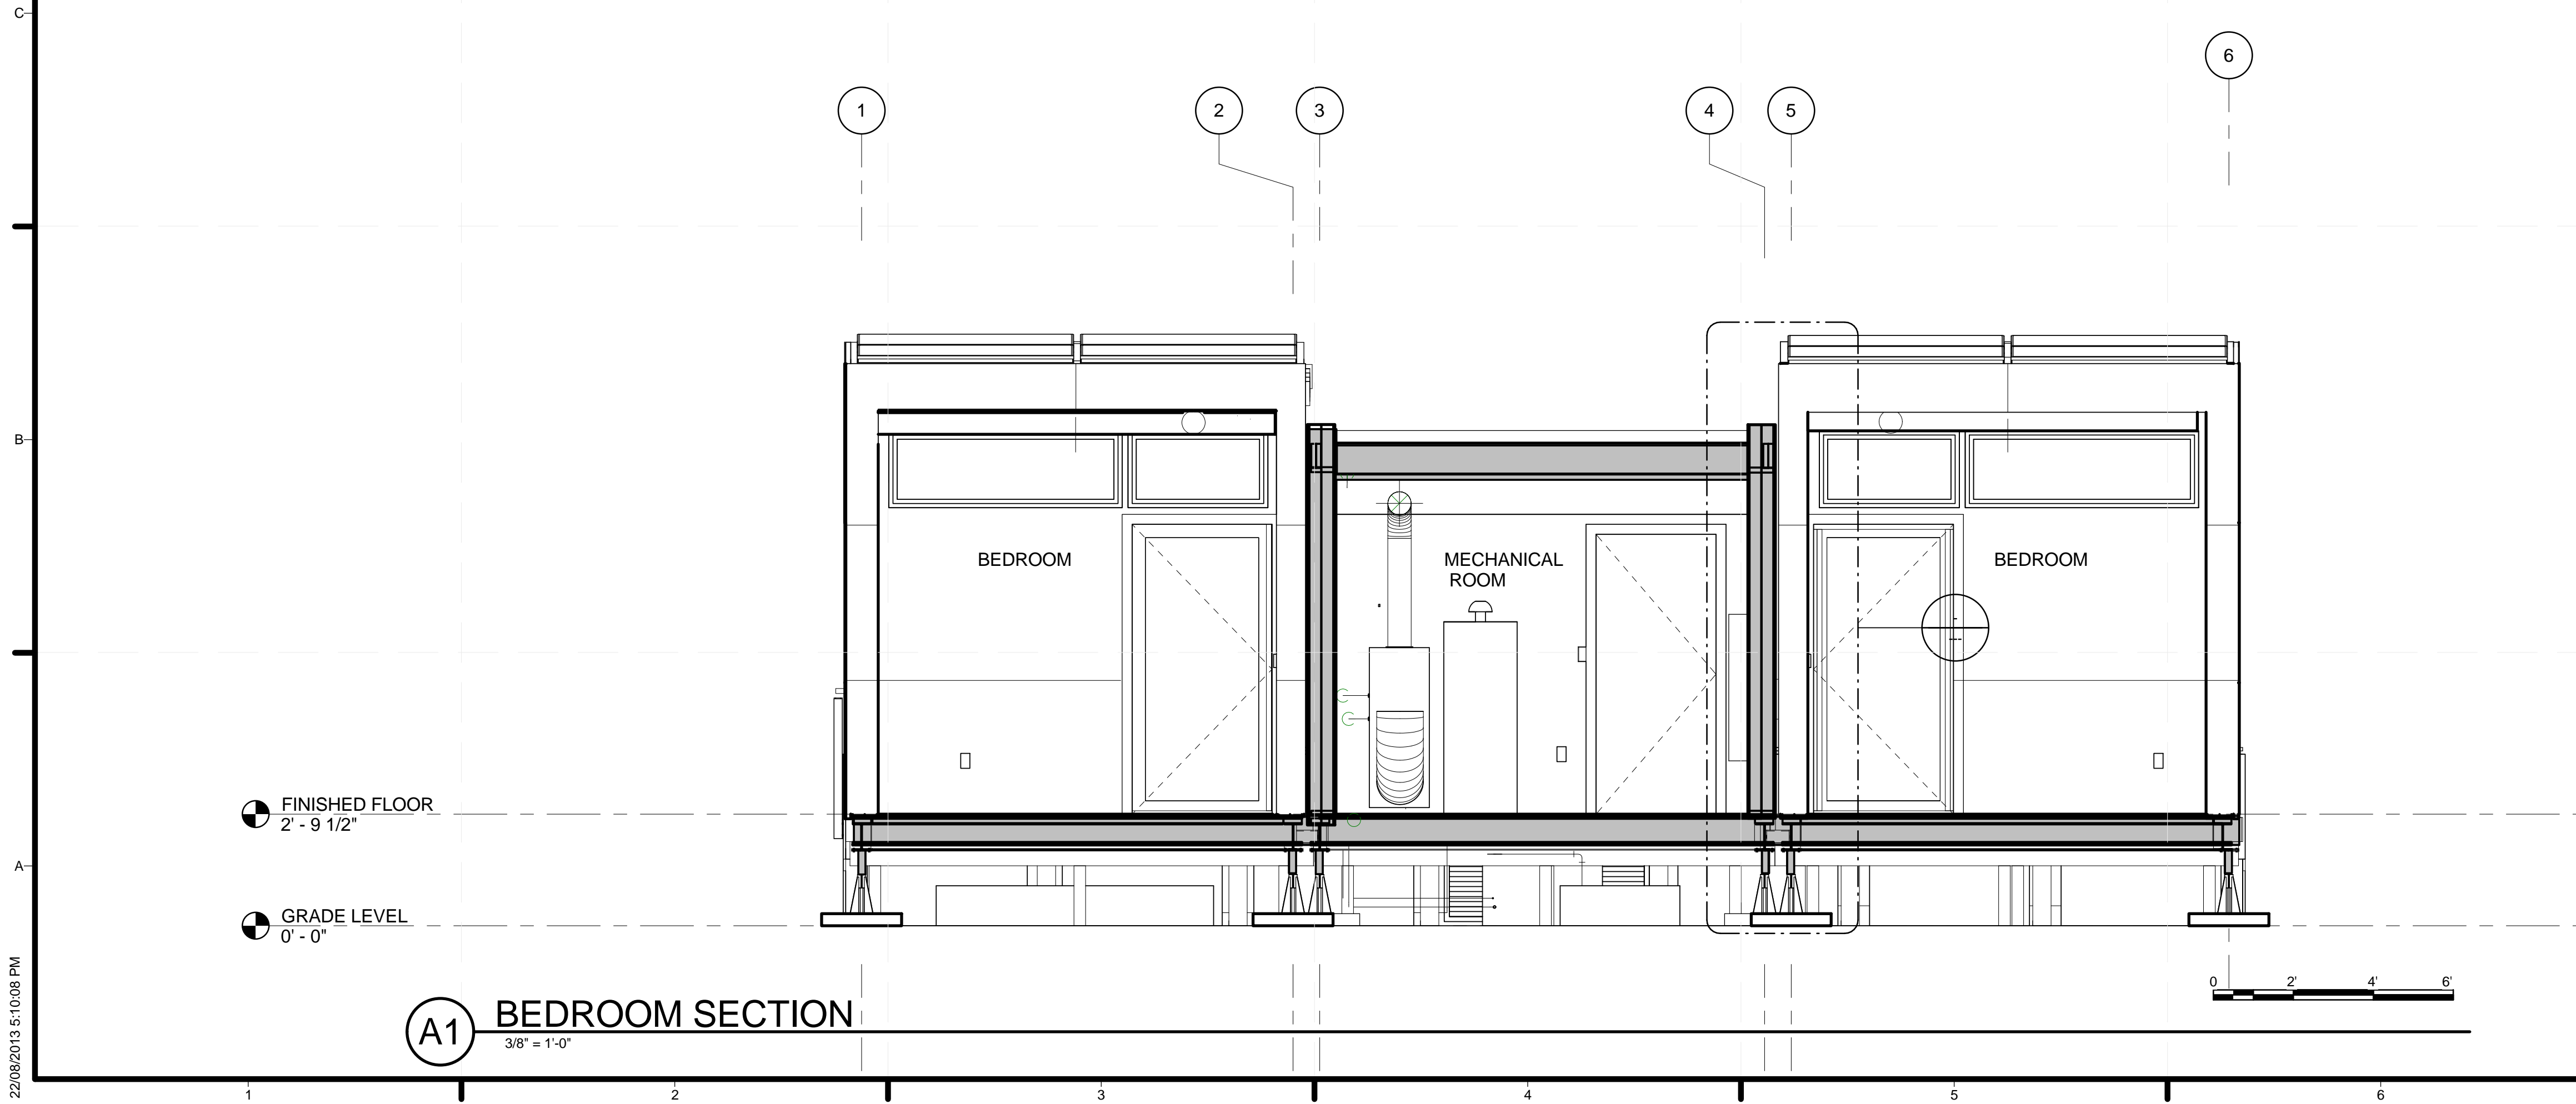 C
6
1
2
3
4
5
B
BEDROOM
MECHANICAL
ROOM
BEDROOM
FINISHED FLOOR
2' - 9 1/2"
A
GRADE LEVEL
0' - 0"
0 2' 4' 6'
A1
BEDROOM SECTION
3/8" = 1'-0"
22/08/2013 5:10:08 PM
1 2 3 4 5 6